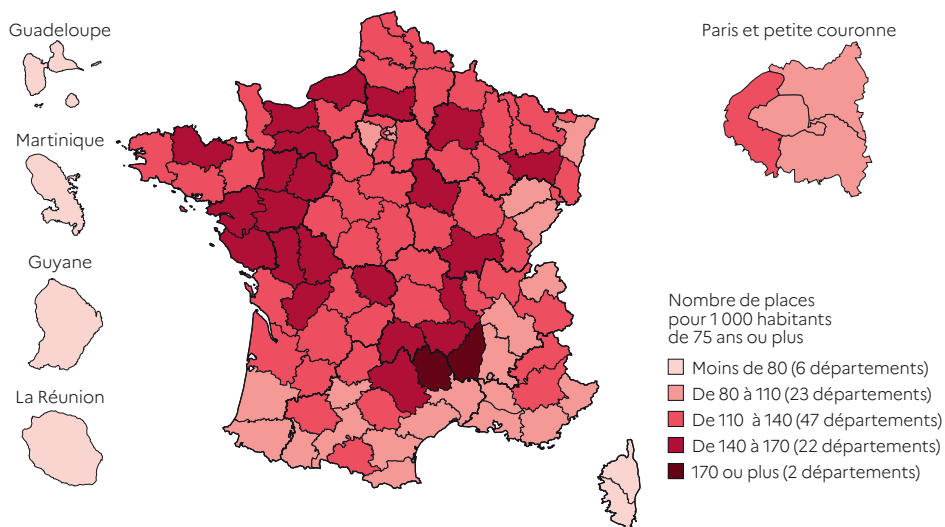 Guadeloupe
Martinique
Guyane
La Réunion
Paris et petite couronne
Nombre de places
pour 1 000 habitants
de 75 ans ou plus
Moins de 80 (6 départements)
De 80 à 110 (23 départements)
De 110 à 140 (47 départements)
De 140 à 170 (22 départements)
170 ou plus (2 départements)